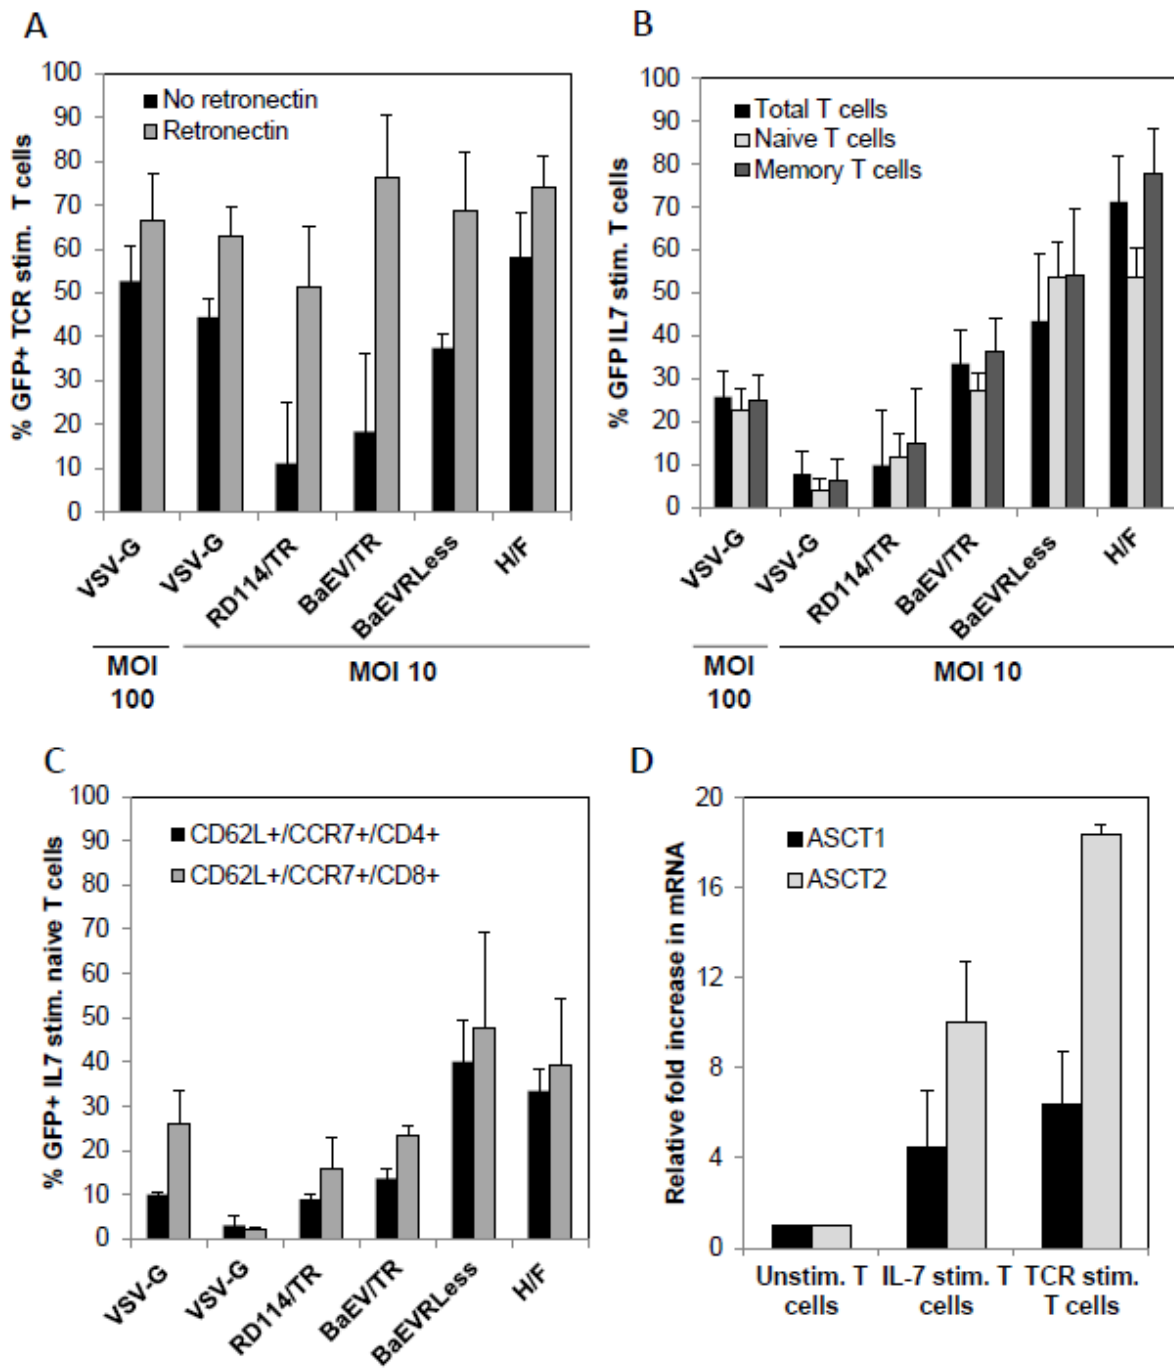 A
% GFP+ TCR stim. T cells
100
90
80
70
60
50
40
30
20
10
0
No retronectin
Retronectin
VSV-G
VSV-G
RD114/TR
BaEV/TR
BaEVRLess
H/F
MOI
100
MOI 10
B
% GFP IL7 stim. T cells
100
90
80
70
60
50
40
30
20
10
0
Total T cells
Naive T cells
Memory T cells
VSV-G
VSV-G
RD114/TR
BaEV/TR
BaEVRLess
H/F
MOI
100
MOI 10
C
% GFP+ IL7 stim. naive T cells
100
90
80
70
60
50
40
30
20
10
0
CD62L+/CCR7+/CD4+
CD62L+/CCR7+/CD8+
VSV-G
VSV-G
RD114/TR
BaEV/TR
BaEVRLess
H/F
D
Relative fold increase in mRNA
20
16
12
8
4
0
ASCT1
ASCT2
Unstim. T
cells
IL-7 stim. T
cells
TCR stim.
T cells